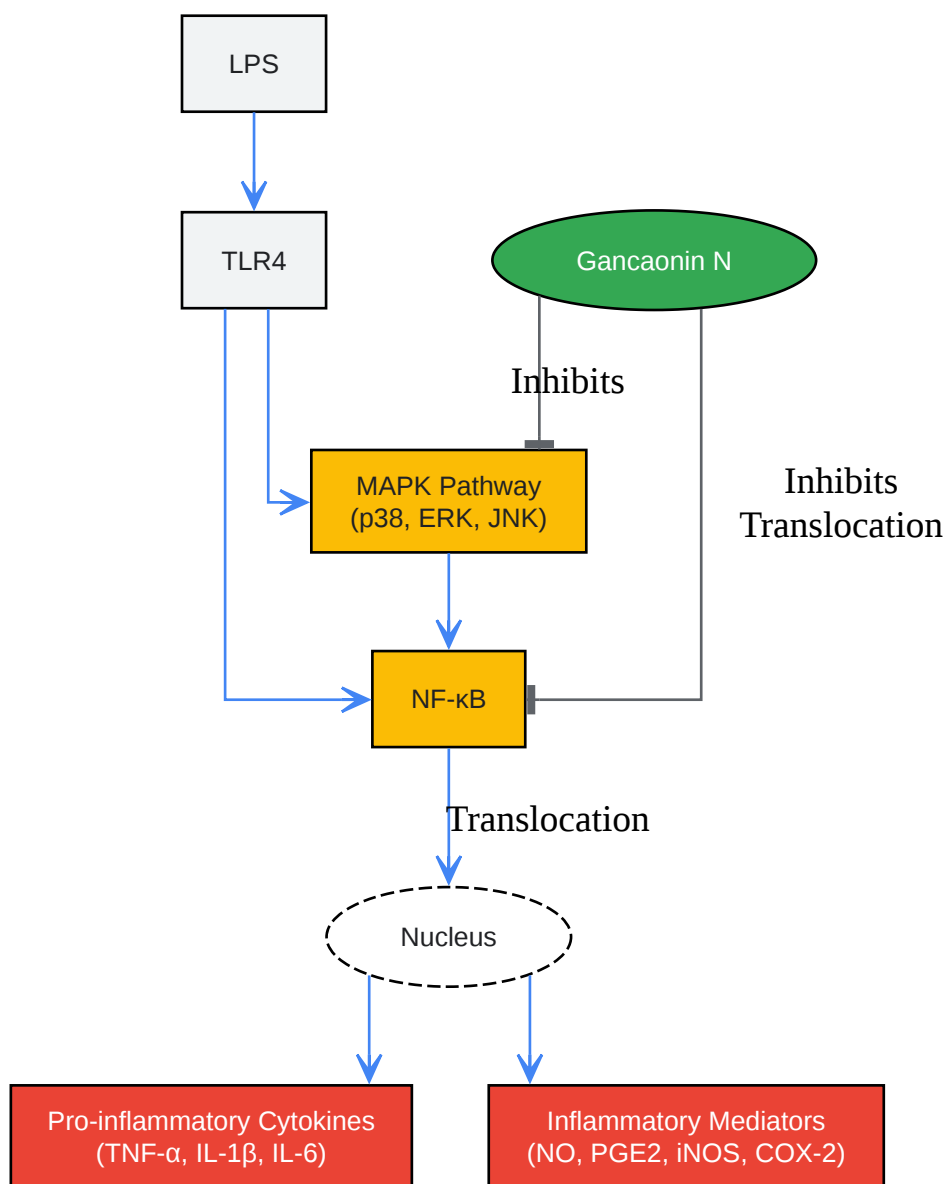 LPS
TLR4
Gancaonin N
Inhibits
MAPK Pathway
(p38, ERK, JNK)
Inhibits
Translocation
NF-κB
Translocation
Nucleus
Pro-inflammatory Cytokines
(TNF-α, IL-1β, IL-6)
Inflammatory Mediators
(NO, PGE2, iNOS, COX-2)